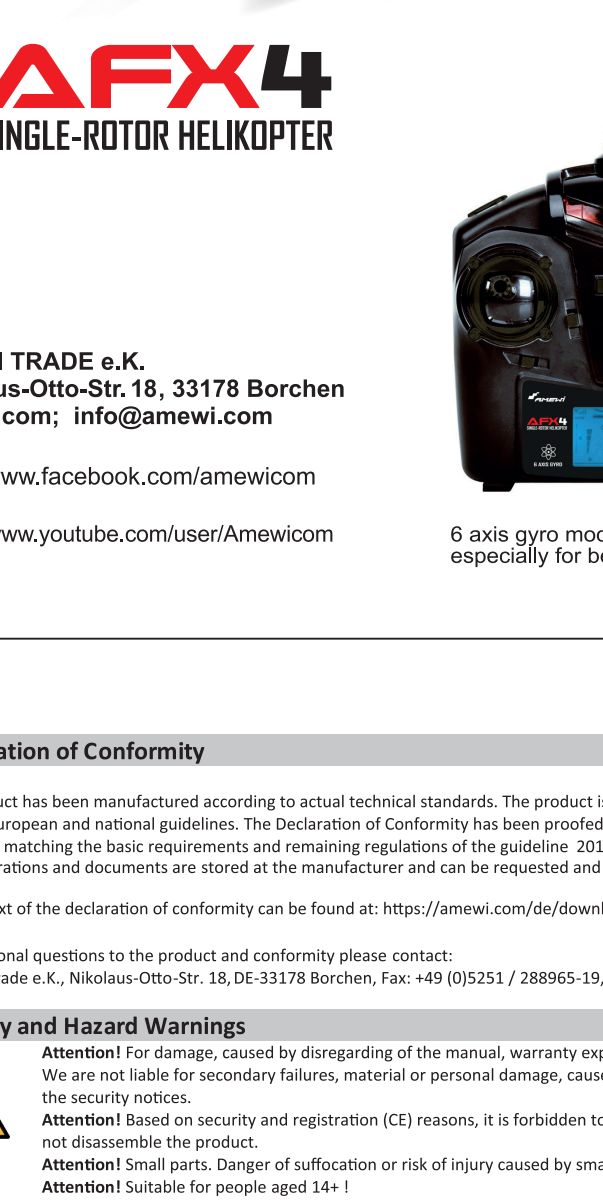 AFX4
SINGLE-ROTOR HELIKOPTER
TRADE e.K.
us-Otto-Str. 18, 33178 Borchen
com; info@amewi.com
ww.facebook.com/amewicom
www.youtube.com/user/Amewicom
AMEWI
AFX4
SINGLE-ROTOR HELIKOPTER
6 AXIS GYRO
6 axis gyro mod
especially for be
ation of Conformity
uct has been manufactured according to actual technical standards. The product is
uropean and national guidelines. The Declaration of Conformity has been proofed
matching the basic requirements and remaining regulations of the guideline 201
rations and documents are stored at the manufacturer and can be requested and
xt of the declaration of conformity can be found at: https://amewi.com/de/downl
onal questions to the product and conformity please contact:
rade e.K., Nikolaus-Otto-Str. 18, DE-33178 Borchen, Fax: +49 (0)5251 / 288965-19,
y and Hazard Warnings
Attention! For damage, caused by disregarding of the manual, warranty exp
We are not liable for secondary failures, material or personal damage, cause
the security notices.
Attention! Based on security and registration (CE) reasons, it is forbidden to
not disassemble the product.
Attention! Small parts. Danger of suffocation or risk of injury caused by sma
Attention! Suitable for people aged 14+ !